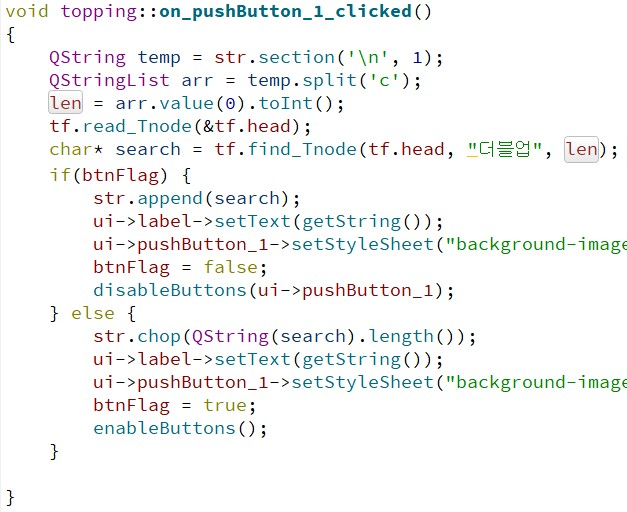 void topping::on_pushButton_1_clicked()
{
    QString temp = str.section('\n', 1);
    QStringList arr = temp.split('c');
    len = arr.value(0).toInt();
    tf.read_Tnode(&tf.head);
    char* search = tf.find_Tnode(tf.head, "더블업", len);
    if(btnFlag) {
        str.append(search);
        ui->label->setText(getString());
        ui->pushButton_1->setStyleSheet("background-image
        btnFlag = false;
        disableButtons(ui->pushButton_1);
    } else {
        str.chop(QString(search).length());
        ui->label->setText(getString());
        ui->pushButton_1->setStyleSheet("background-image
        btnFlag = true;
        enableButtons();
    }
}